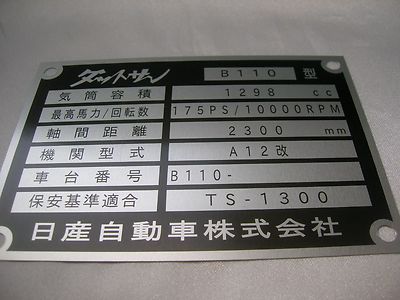 ダットサン B110 型
気筒容積 1298 cc
最高馬力/回転数 175PS/10000RPM
軸間距離 2300 mm
機関型式 A12改
車台番号 B110-
保安基準適合 TS-1300
日産自動車株式会社